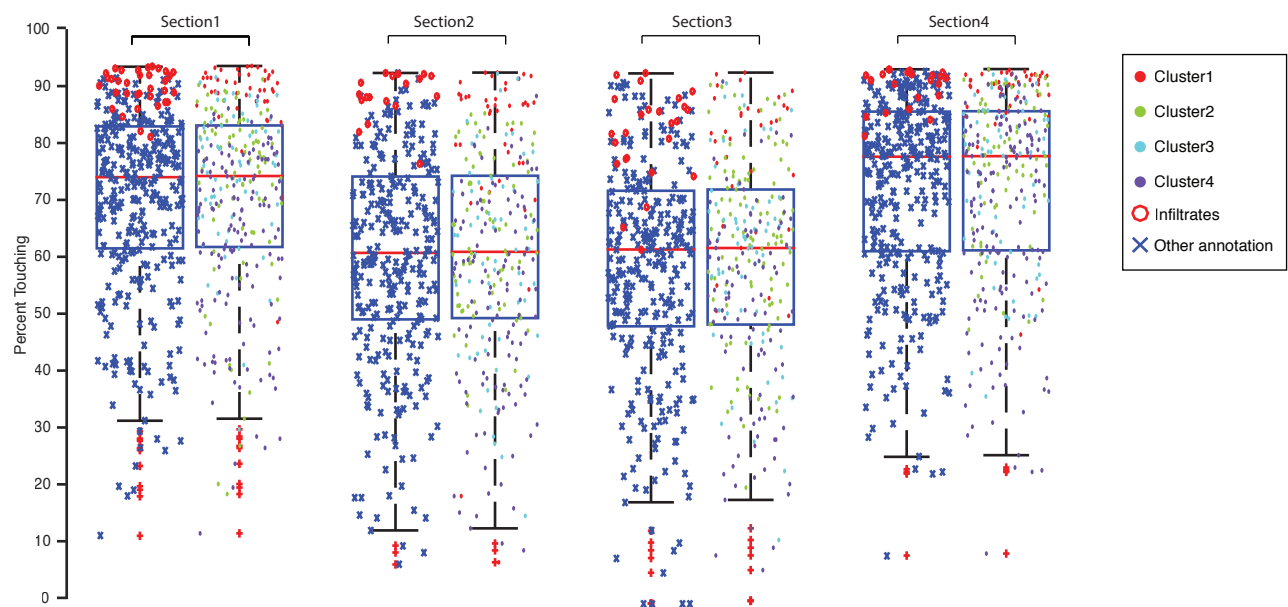 Section1
Section2
Section3
Section4
100
90
80
70
60
50
40
30
20
10
0
Percent Touching
Cluster1
Cluster2
Cluster3
Cluster4
Infiltrates
Other annotation